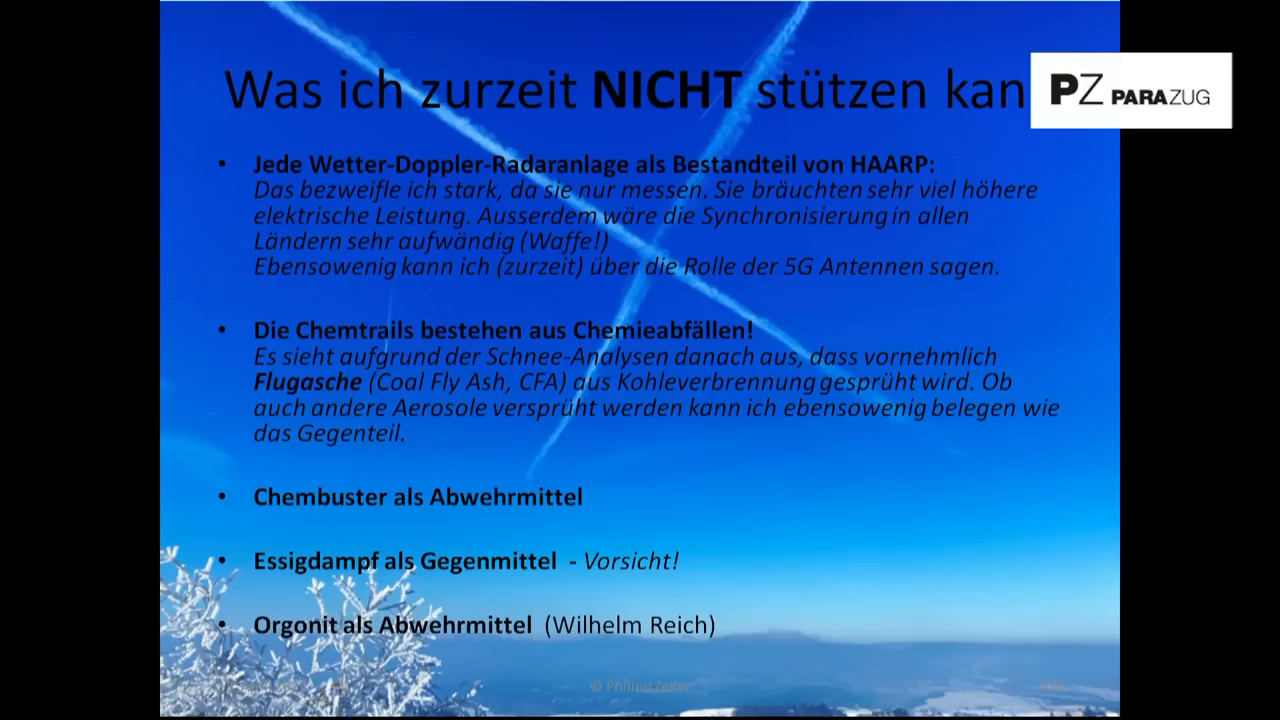 Was ich zurzeit NICHT stützen kan
PZ PARAZUG
• Jede Wetter-Doppler-Radaranlage als Bestandteil von HAARP:
Das bezweifle ich stark, da sie nur messen. Sie bräuchten sehr viel höhere
elektrische Leistung. Ausserdem wäre die Synchronisierung in allen
Ländern sehr aufwändig (Waffe!)
Ebensowenig kann ich (zurzeit) über die Rolle der 5G Antennen sagen.
• Die Chemtrails bestehen aus Chemieabfällen!
Es sieht aufgrund der Schnee-Analysen danach aus, dass vornehmlich
Flugasche (Coal Fly Ash, CFA) aus Kohleverbrennung gesprüht wird. Ob
auch andere Aerosole versprüht werden kann ich ebensowenig belegen wie
das Gegenteil.
• Chembuster als Abwehrmittel
• Essigdampf als Gegenmittel - Vorsicht!
• Orgonit als Abwehrmittel (Wilhelm Reich)
© Philipp Zeller